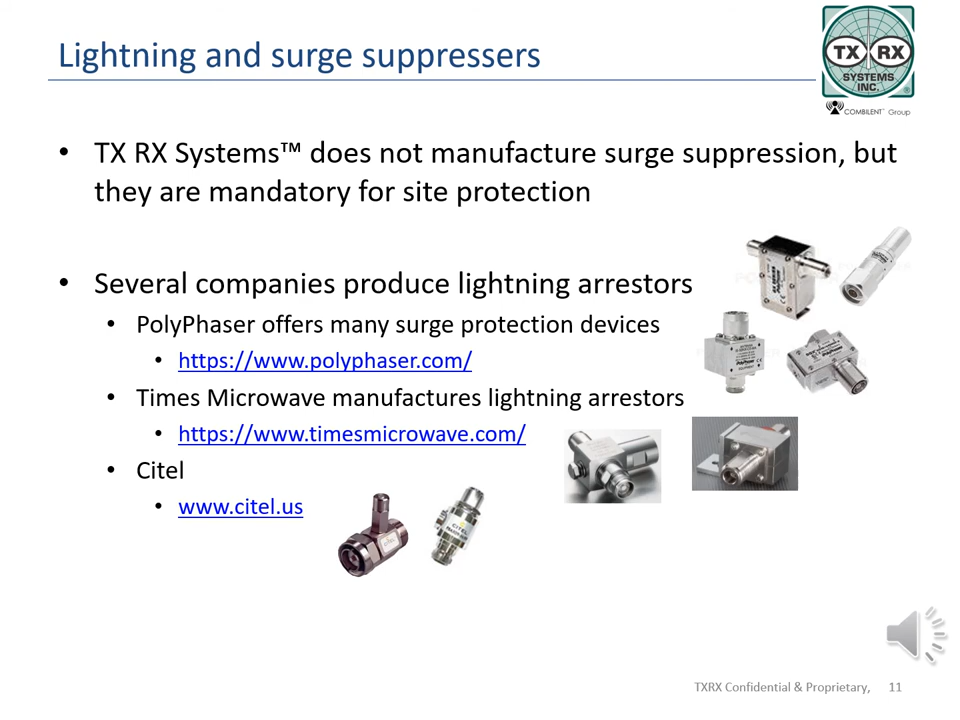 Lightning and surge suppressers
TX RX
SYSTEMS
INC.
COMBILENT Group
• TX RX Systems™ does not manufacture surge suppression, but
they are mandatory for site protection
• Several companies produce lightning arrestors
• PolyPhaser offers many surge protection devices
• https://www.polyphaser.com/
• Times Microwave manufactures lightning arrestors
• https://www.timesmicrowave.com/
• Citel
• www.citel.us
CITEL
TXRX Confidential & Proprietary, 11